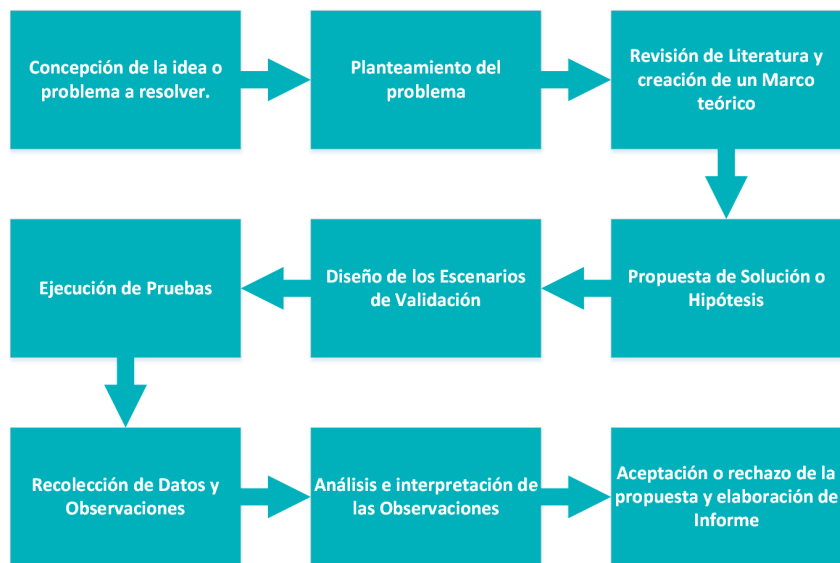 Concepción de la idea o
problema a resolver.
Planteamiento del
problema
Revisión de Literatura y
creación de un Marco
teórico
Propuesta de Solución o
Hipótesis
Diseño de los Escenarios
de Validación
Ejecución de Pruebas
Recolección de Datos y
Observaciones
Análisis e interpretación de
las Observaciones
Aceptación o rechazo de la
propuesta y elaboración de
Informe